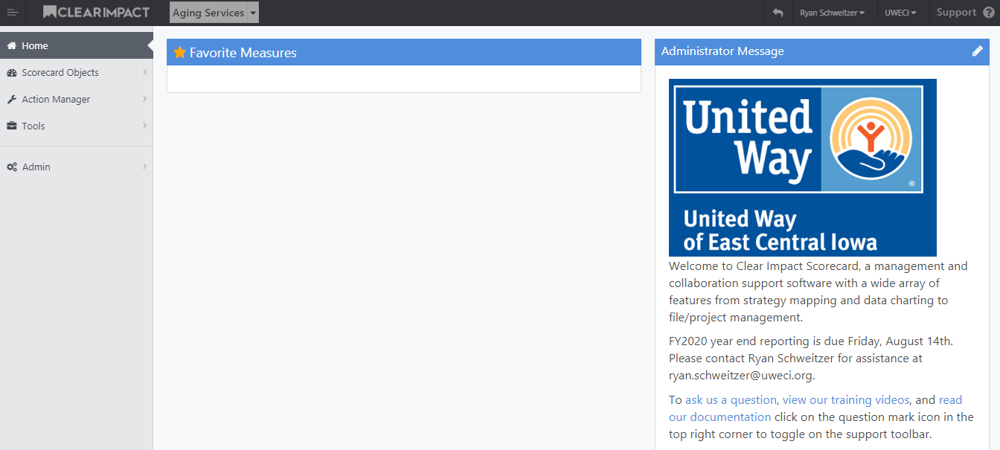 CLEARIMPACT
Aging Services
Ryan Schweitzer
UWECI
Support
Home
Scorecard Objects
Action Manager
Tools
Admin
Favorite Measures
Administrator Message
United
Way
®
United Way
of East Central Iowa
Welcome to Clear Impact Scorecard, a management and
collaboration support software with a wide array of
features from strategy mapping and data charting to
file/project management.
FY2020 year end reporting is due Friday, August 14th.
Please contact Ryan Schweitzer for assistance at
ryan.schweitzer@uweci.org.
To ask us a question, view our training videos, and read
our documentation click on the question mark icon in the
top right corner to toggle on the support toolbar.